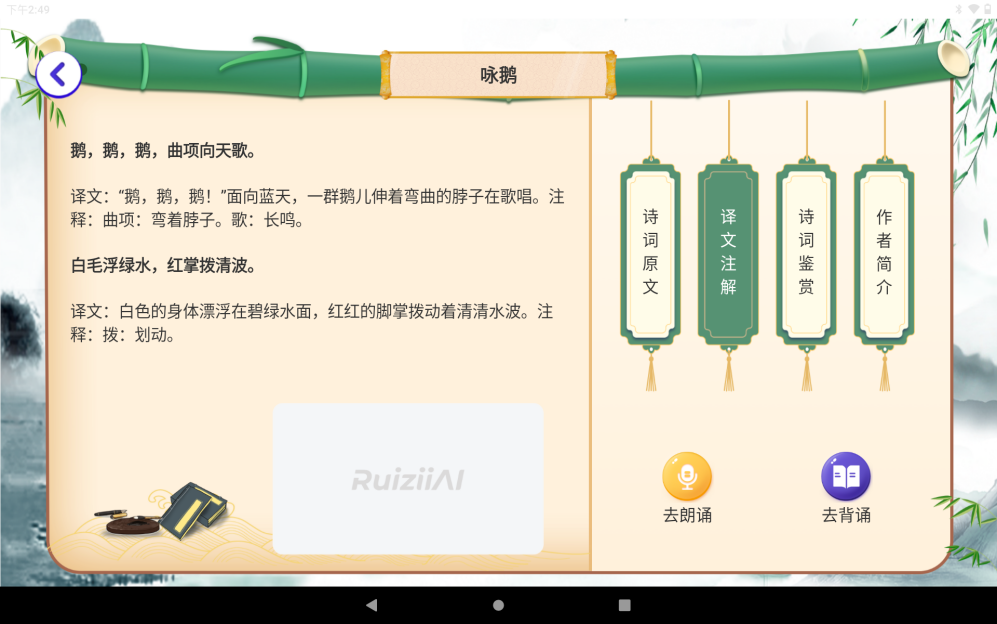 下午2:49
咏鹅
鹅，鹅，鹅，曲项向天歌。
译文：“鹅，鹅，鹅！”面向蓝天，一群鹅儿伸着弯曲的脖子在歌唱。注
释：曲项：弯着脖子。歌：长鸣。
白毛浮绿水，红掌拨清波。
译文：白色的身体漂浮在碧绿水面，红红的脚掌拨动着清清水波。注
释：拨：划动。
RuiziiAI
诗词原文
译文注解
诗词鉴赏
作者简介
去朗诵
去背诵